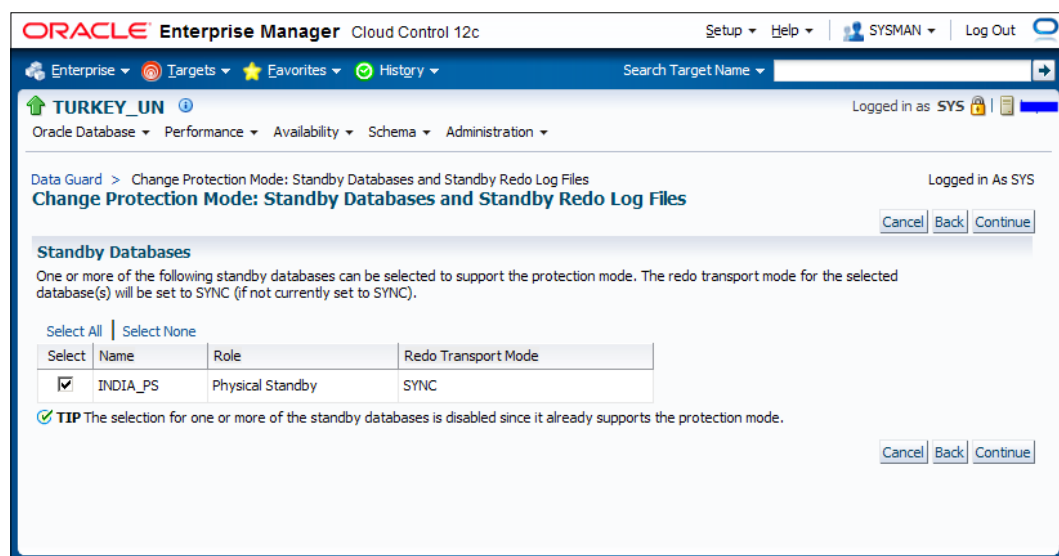 ORACLE Enterprise Manager Cloud Control 12c Setup Help SYSMAN Log Out
Enterprise Targets Favorites History Search Target Name
TURKEY_UN Logged in as SYS
Oracle Database Performance Availability Schema Administration
Data Guard > Change Protection Mode: Standby Databases and Standby Redo Log Files Logged in As SYS
Change Protection Mode: Standby Databases and Standby Redo Log Files
Cancel Back Continue
Standby Databases
One or more of the following standby databases can be selected to support the protection mode. The redo transport mode for the selected
database(s) will be set to SYNC (if not currently set to SYNC).
Select All | Select None
Select Name Role Redo Transport Mode
INDIA_PS Physical Standby SYNC
TIP The selection for one or more of the standby databases is disabled since it already supports the protection mode.
Cancel Back Continue